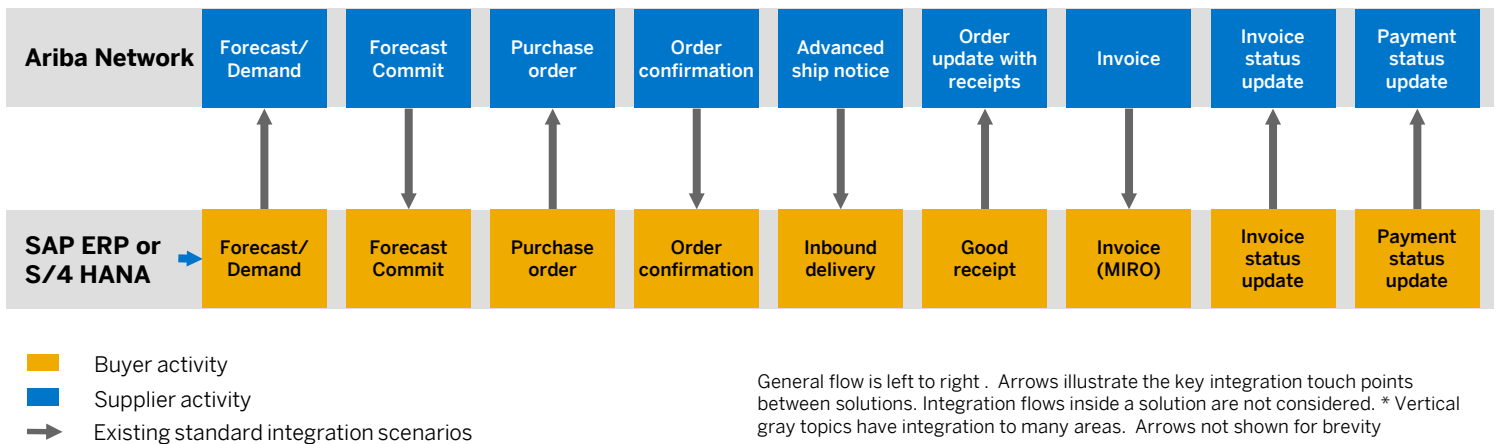 Ariba Network
Forecast/
Demand
Forecast
Commit
Purchase
order
Order
confirmation
Advanced
ship notice
Order
update with
receipts
Invoice
Invoice
status
update
Payment
status
update
SAP ERP or
S/4 HANA
Forecast/
Demand
Forecast
Commit
Purchase
order
Order
confirmation
Inbound
delivery
Good
receipt
Invoice
(MIRO)
Invoice
status
update
Payment
status
update
Buyer activity
Supplier activity
Existing standard integration scenarios
General flow is left to right . Arrows illustrate the key integration touch points
between solutions. Integration flows inside a solution are not considered. * Vertical
gray topics have integration to many areas. Arrows not shown for brevity